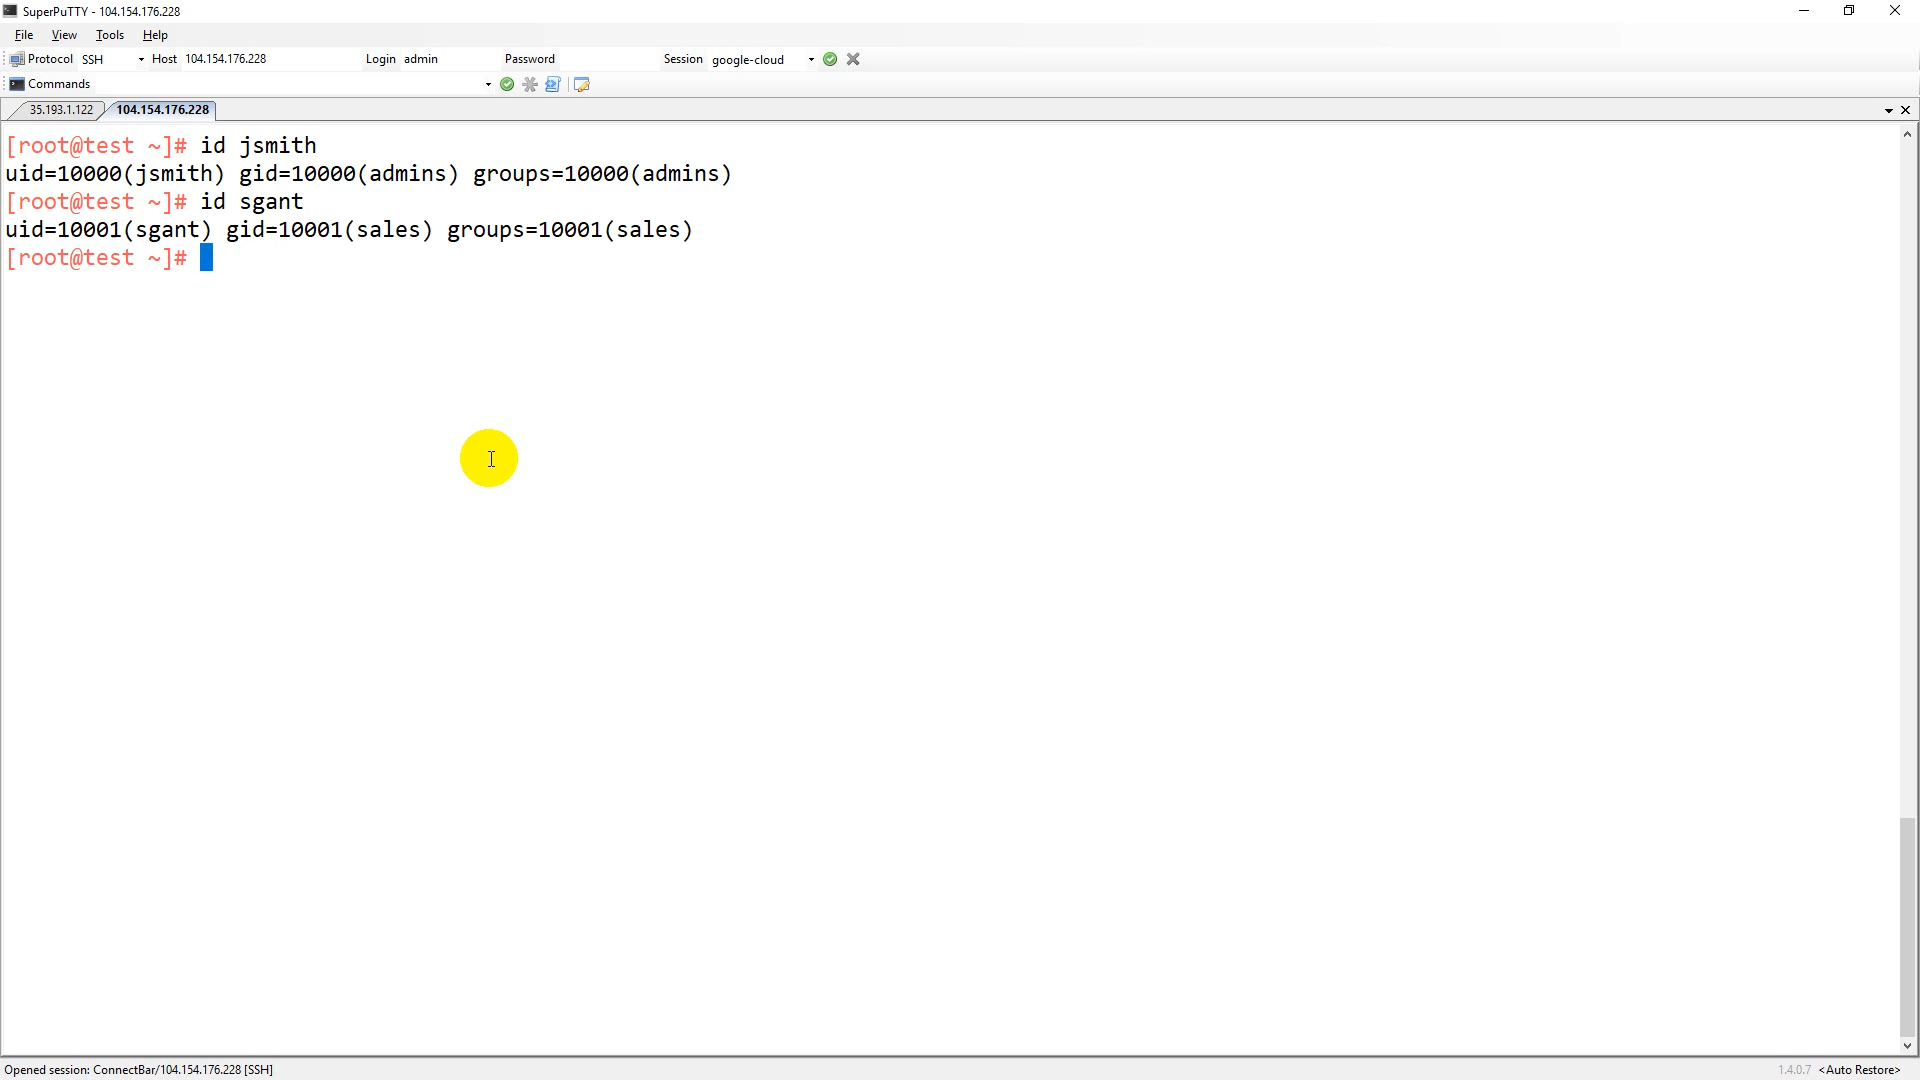 SuperPuTTY - 104.154.176.228
File View Tools Help
Protocol SSH Host 104.154.176.228 Login admin Password Session google-cloud
Commands
35.193.1.122 104.154.176.228
[root@test ~]# id jsmith
uid=10000(jsmith) gid=10000(admins) groups=10000(admins)
[root@test ~]# id sgant
uid=10001(sgant) gid=10001(sales) groups=10001(sales)
[root@test ~]#
Opened session: ConnectBar/104.154.176.228 [SSH] 1.4.0.7 <Auto Restore>